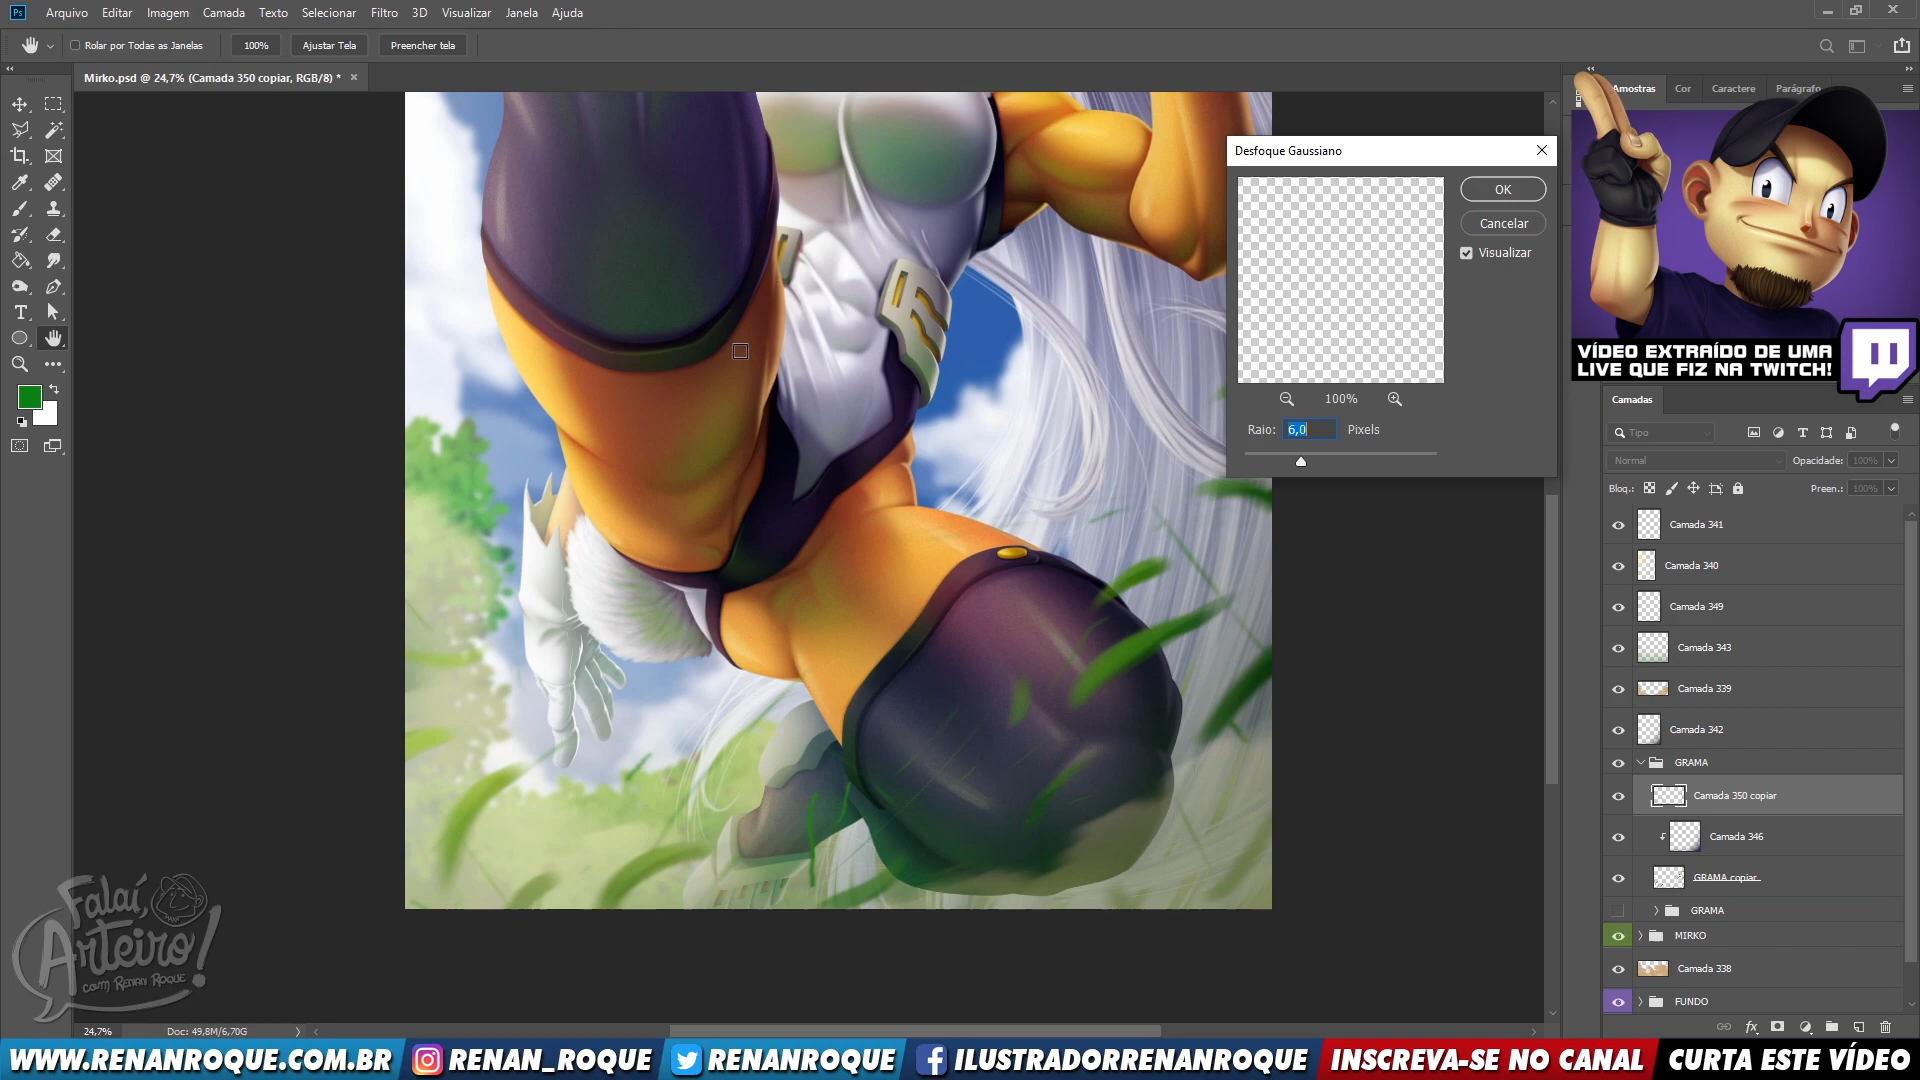 Ps Arquivo Editar Imagem Camada Texto Selecionar Filtro 3D Visualizar Janela Ajuda
Rolar por Todas as Janelas 100% Ajustar Tela Preencher tela
Mirko.psd @ 24,7% (Camada 350 copiar, RGB/8) *
Amostras Cor Caractere Parágrafo
Desfoque Gaussiano
OK
Cancelar
Visualizar
100%
Raio: 6,0 Pixels
VÍDEO EXTRAÍDO DE UMA
LIVE QUE FIZ NA TWITCH!
Camadas
Tipo
Normal Opacidade: 100%
Bloq.: Preen.: 100%
Camada 341
Camada 340
Camada 349
Camada 343
Camada 339
Camada 342
GRAMA
Camada 350 copiar
Camada 346
GRAMA copiar
GRAMA
MIRKO
Camada 338
FUNDO
Falaí,
Arteiro!
com Renan Roque
24,7% Doc: 49,8M/6,70G
WWW.RENANROQUE.COM.BR RENAN_ROQUE RENANROQUE ILUSTRADORRENANROQUE INSCREVA-SE NO CANAL CURTA ESTE VÍDEO